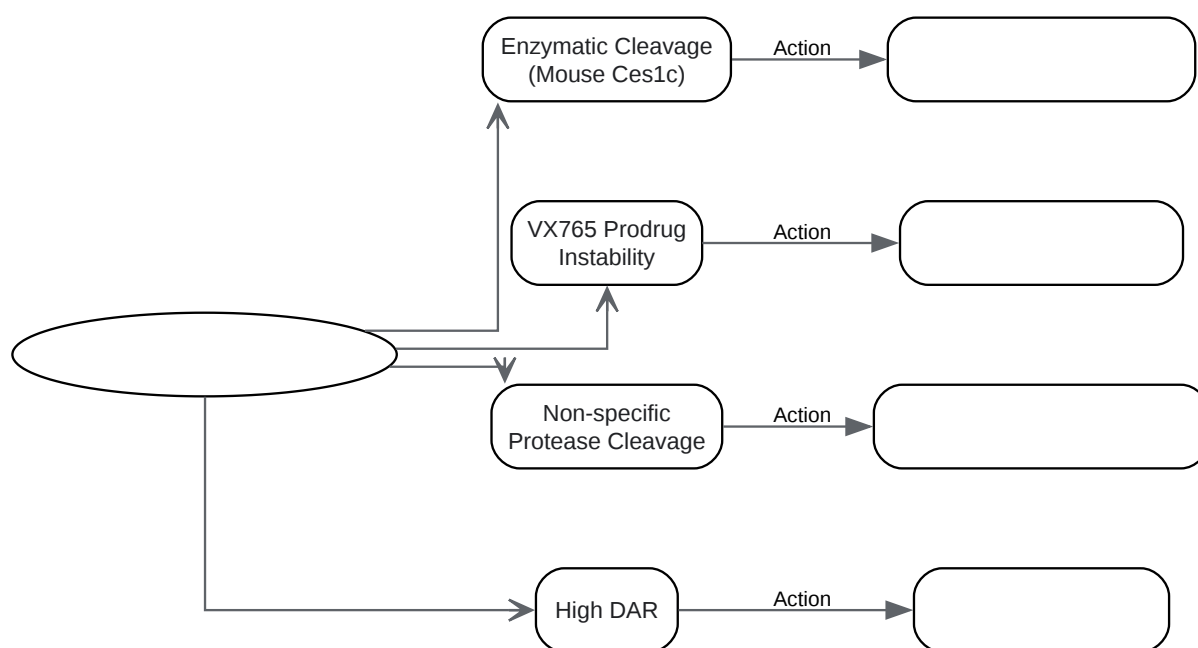 Enzymatic Cleavage
(Mouse Ces1c)
Action
VX765 Prodrug
Instability
Action
Non-specific
Protease Cleavage
Action
High DAR
Action